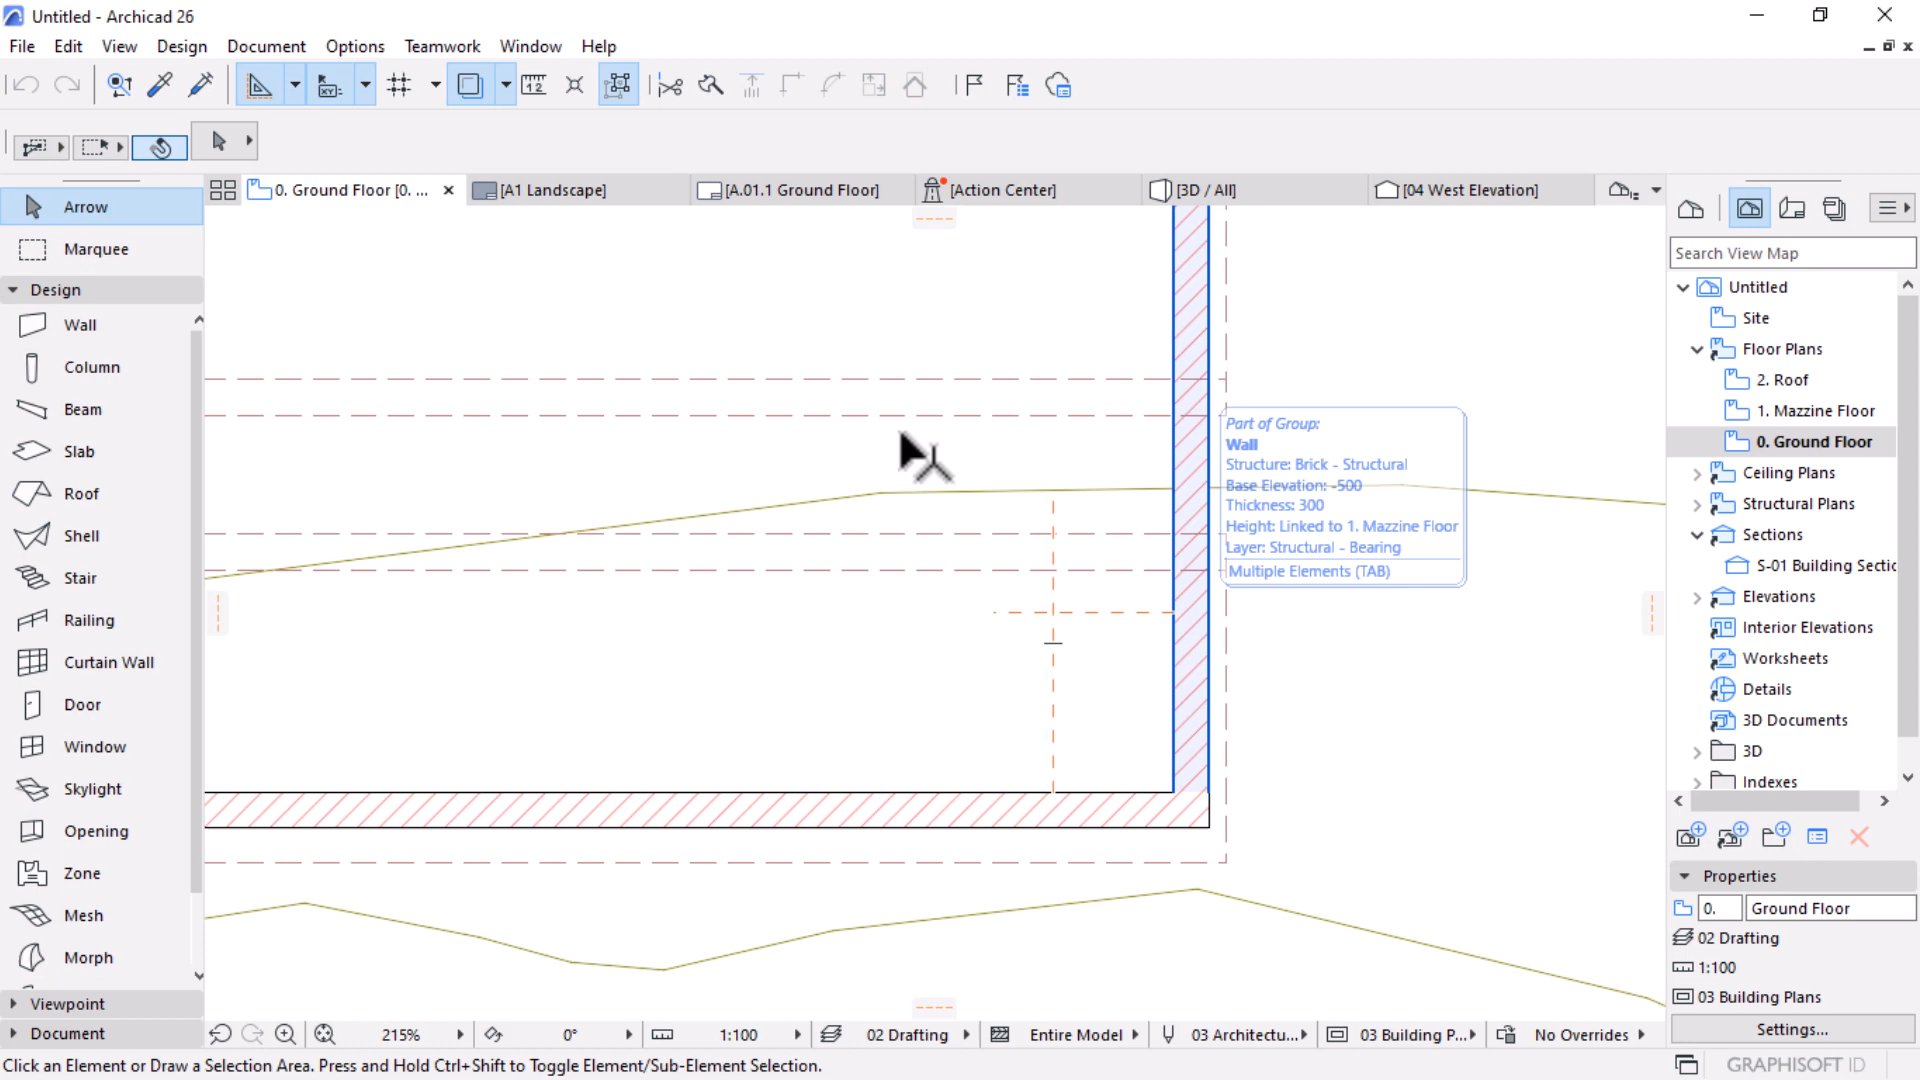 Untitled - Archicad 26
File Edit View Design Document Options Teamwork Window Help
0. Ground Floor [0. ...
[A1 Landscape]
[A.01.1 Ground Floor]
[Action Center]
[3D / All]
[04 West Elevation]
Arrow
Marquee
Design
Wall
Column
Beam
Slab
Roof
Shell
Stair
Railing
Curtain Wall
Door
Window
Skylight
Opening
Zone
Mesh
Morph
Viewpoint
Document
Part of Group:
Wall
Structure: Brick - Structural
Base Elevation: -500
Thickness: 300
Height: Linked to 1. Mazzine Floor
Layer: Structural - Bearing
Multiple Elements (TAB)
Search View Map
Untitled
Site
Floor Plans
2. Roof
1. Mazzine Floor
0. Ground Floor
Ceiling Plans
Structural Plans
Sections
S-01 Building Sectic
Elevations
Interior Elevations
Worksheets
Details
3D Documents
3D
Indexes
Properties
0. Ground Floor
02 Drafting
1:100
03 Building Plans
Settings...
215% 0° 1:100 02 Drafting Entire Model 03 Architectu... 03 Building P... No Overrides
Click an Element or Draw a Selection Area. Press and Hold Ctrl+Shift to Toggle Element/Sub-Element Selection.
GRAPHISOFT ID